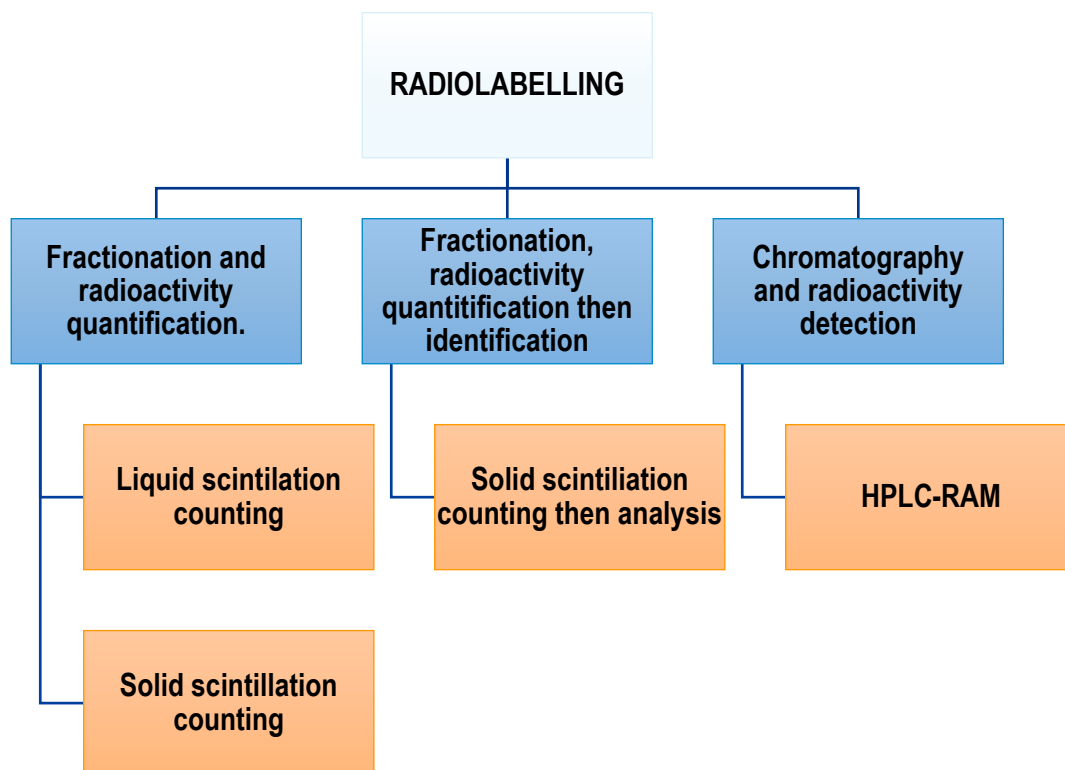 RADIOLABELLING
Fractionation and
radioactivity
quantification.
Fractionation,
radioactivity
quantitification then
identification
Chromatography
and radioactivity
detection
Liquid scintilation
counting
Solid scintiliation
counting then analysis
HPLC-RAM
Solid scintillation
counting